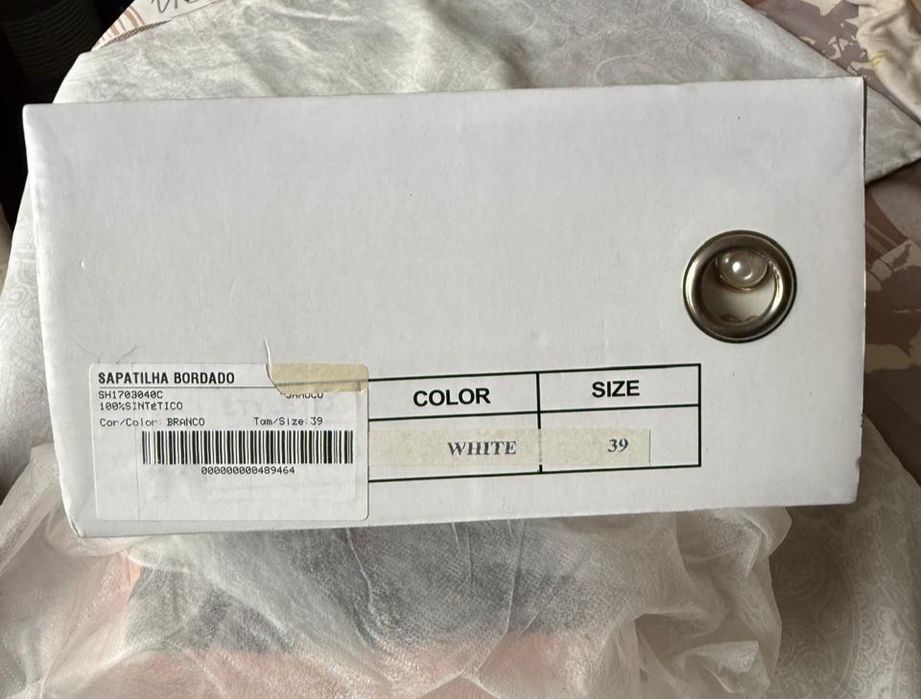 SAPATILHA BORDADO
SH1703040C
100%SINTéTICO
Cor/Color: BRANCO Tam/Size: 39
000000000489464
COLOR SIZE
WHITE 39